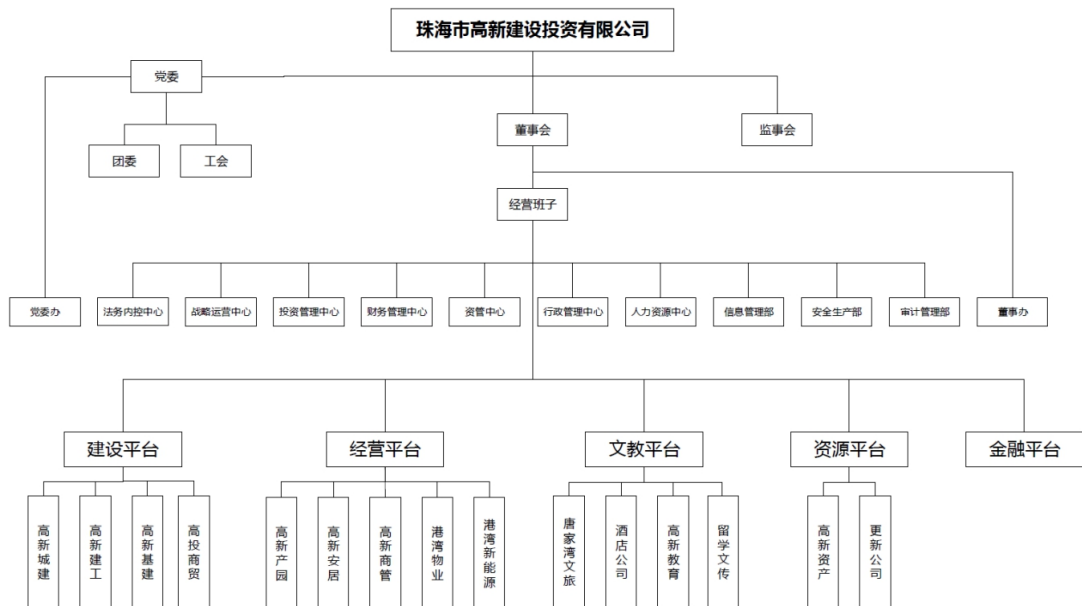 珠海市高新建设投资有限公司
党委
董事会
监事会
团委
工会
经营班子
党委办
法务内控中心
战略运营中心
投资管理中心
财务管理中心
资管中心
行政管理中心
人力资源中心
信息管理部
安全生产部
审计管理部
董事办
建设平台
经营平台
文教平台
资源平台
金融平台
高新城建
高新建工
高新基建
高投商贸
高新产园
高新安居
高新商管
港湾物业
港湾新能源
唐家湾文旅
酒店公司
高新教育
留学文传
高新资产
更新公司